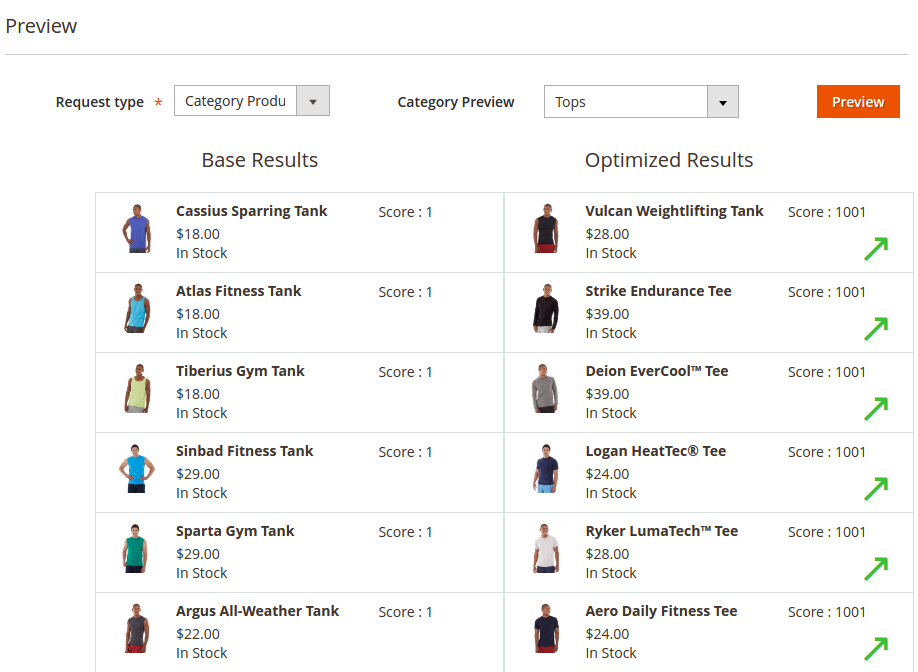 Preview
Request type * Category Produ Category Preview Tops Preview
Base Results Optimized Results
Cassius Sparring Tank Score : 1 Vulcan Weightlifting Tank Score : 1001
$18.00 $28.00
In Stock In Stock
Atlas Fitness Tank Score : 1 Strike Endurance Tee Score : 1001
$18.00 $39.00
In Stock In Stock
Tiberius Gym Tank Score : 1 Deion EverCool™ Tee Score : 1001
$18.00 $39.00
In Stock In Stock
Sinbad Fitness Tank Score : 1 Logan HeatTec® Tee Score : 1001
$29.00 $24.00
In Stock In Stock
Sparta Gym Tank Score : 1 Ryker LumaTech™ Tee Score : 1001
$29.00 $28.00
In Stock In Stock
Argus All-Weather Tank Score : 1 Aero Daily Fitness Tee Score : 1001
$22.00 $24.00
In Stock In Stock